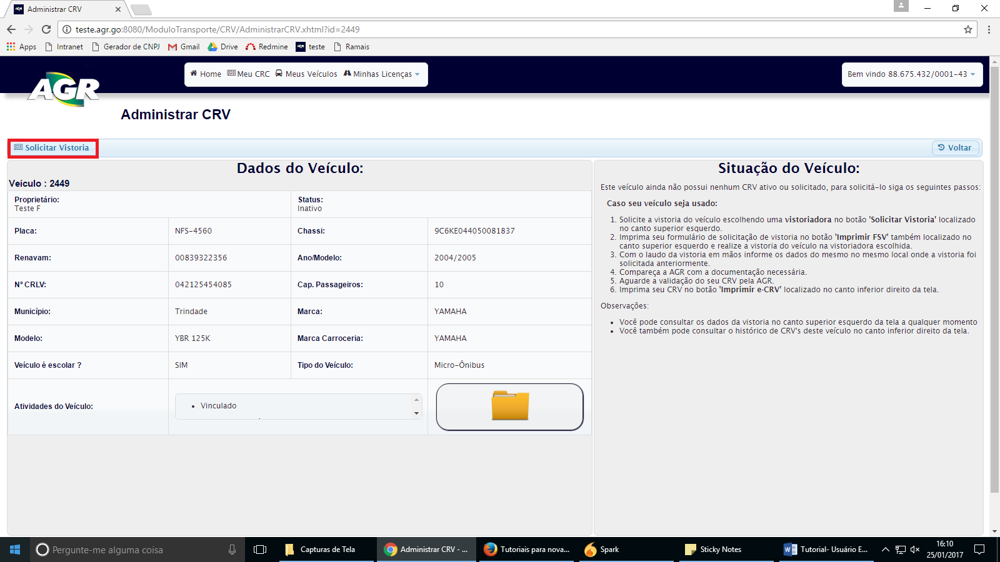 Administrar CRV
teste.agr.go:8080/ModuloTransporte/CRV/AdministrarCRV.xhtml?id=2449
Apps Intranet Gerador de CNPJ Gmail Drive Redmine teste Ramais
AGR
Home Meu CRC Meus Veículos Minhas Licenças
Bem vindo 88.675.432/0001-43
Administrar CRV
Solicitar Vistoria
Voltar
Dados do Veículo:
Veículo : 2449
Proprietário:
Teste F
Status:
Inativo
Placa: NFS-4560 Chassi: 9C6KE044050081837
Renavam: 00839322356 Ano/Modelo: 2004/2005
Nº CRLV: 042125454085 Cap. Passageiros: 10
Município: Trindade Marca: YAMAHA
Modelo: YBR 125K Marca Carroceria: YAMAHA
Veículo é escolar ? SIM Tipo do Veículo: Micro-Ônibus
Atividades do Veículo: • Vinculado
Situação do Veículo:
Este veículo ainda não possui nenhum CRV ativo ou solicitado, para solicitá-lo siga os seguintes passos:
Caso seu veículo seja usado:
1. Solicite a vistoria do veículo escolhendo uma vistoriadora no botão 'Solicitar Vistoria' localizado
no canto superior esquerdo.
2. Imprima seu formulário de solicitação de vistoria no botão 'Imprimir FSV' também localizado no
canto superior esquerdo e realize a vistoria do veículo na vistoriadora escolhida.
3. Com o laudo da vistoria em mãos informe os dados do mesmo no mesmo local onde a vistoria foi
solicitada anteriormente.
4. Compareça a AGR com a documentação necessária.
5. Aguarde a validação do seu CRV pela AGR.
6. Imprima seu CRV no botão 'Imprimir e-CRV' localizado no canto inferior direito da tela.
Observações:
• Você pode consultar os dados da vistoria no canto superior esquerdo da tela a qualquer momento
• Você também pode consultar o histórico de CRV's deste veículo no canto inferior direito da tela.
Pergunte-me alguma coisa
Capturas de Tela
Administrar CRV - ...
Tutoriais para nova...
Spark
Sticky Notes
Tutorial- Usuário E...
16:10
25/01/2017